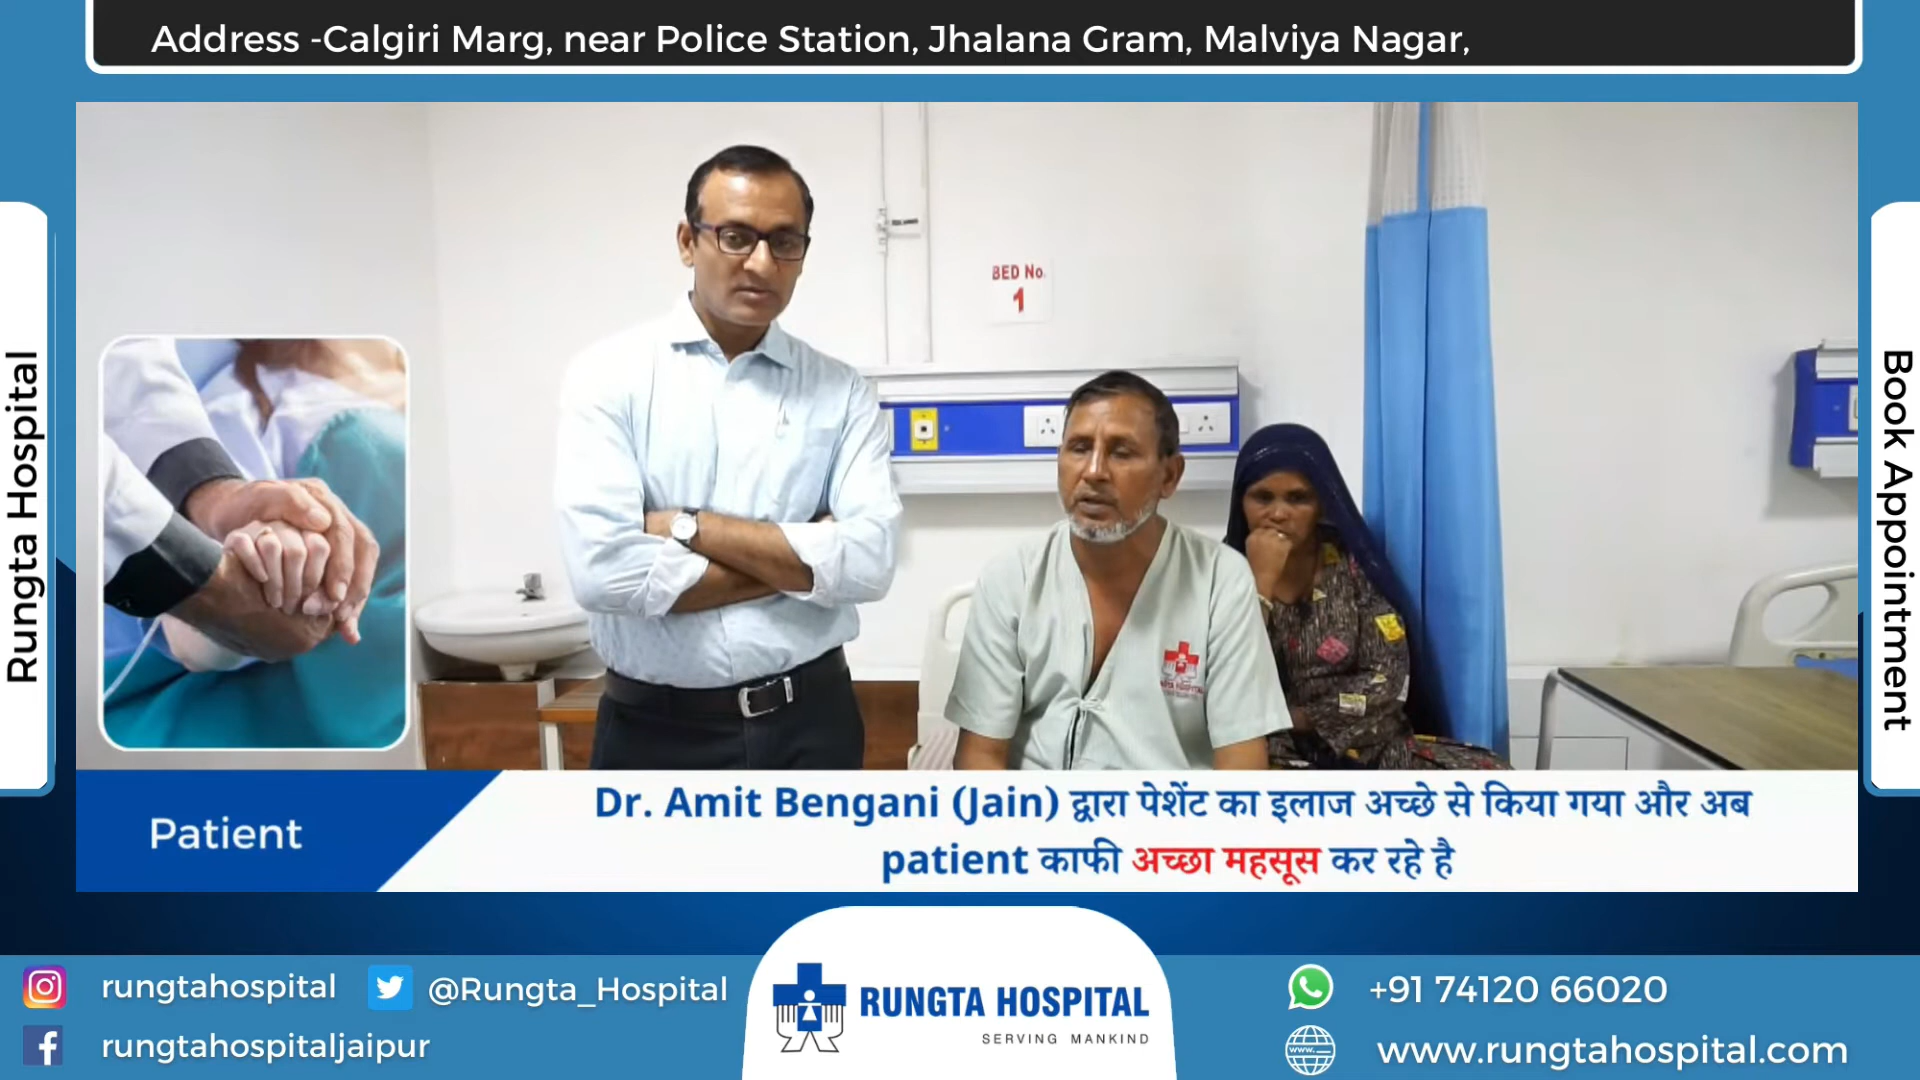 Address -Calgiri Marg, near Police Station, Jhalana Gram, Malviya Nagar,
Rungta Hospital
BED No.
1
Book Appointment
Patient
Dr. Amit Bengani (Jain) द्वारा पेशेंट का इलाज अच्छे से किया गया और अब
patient काफी अच्छा महसूस कर रहे है
rungtahospital
@Rungta_Hospital
rungtahospitaljaipur
RUNGTA HOSPITAL
SERVING MANKIND
+91 74120 66020
www.rungtahospital.com